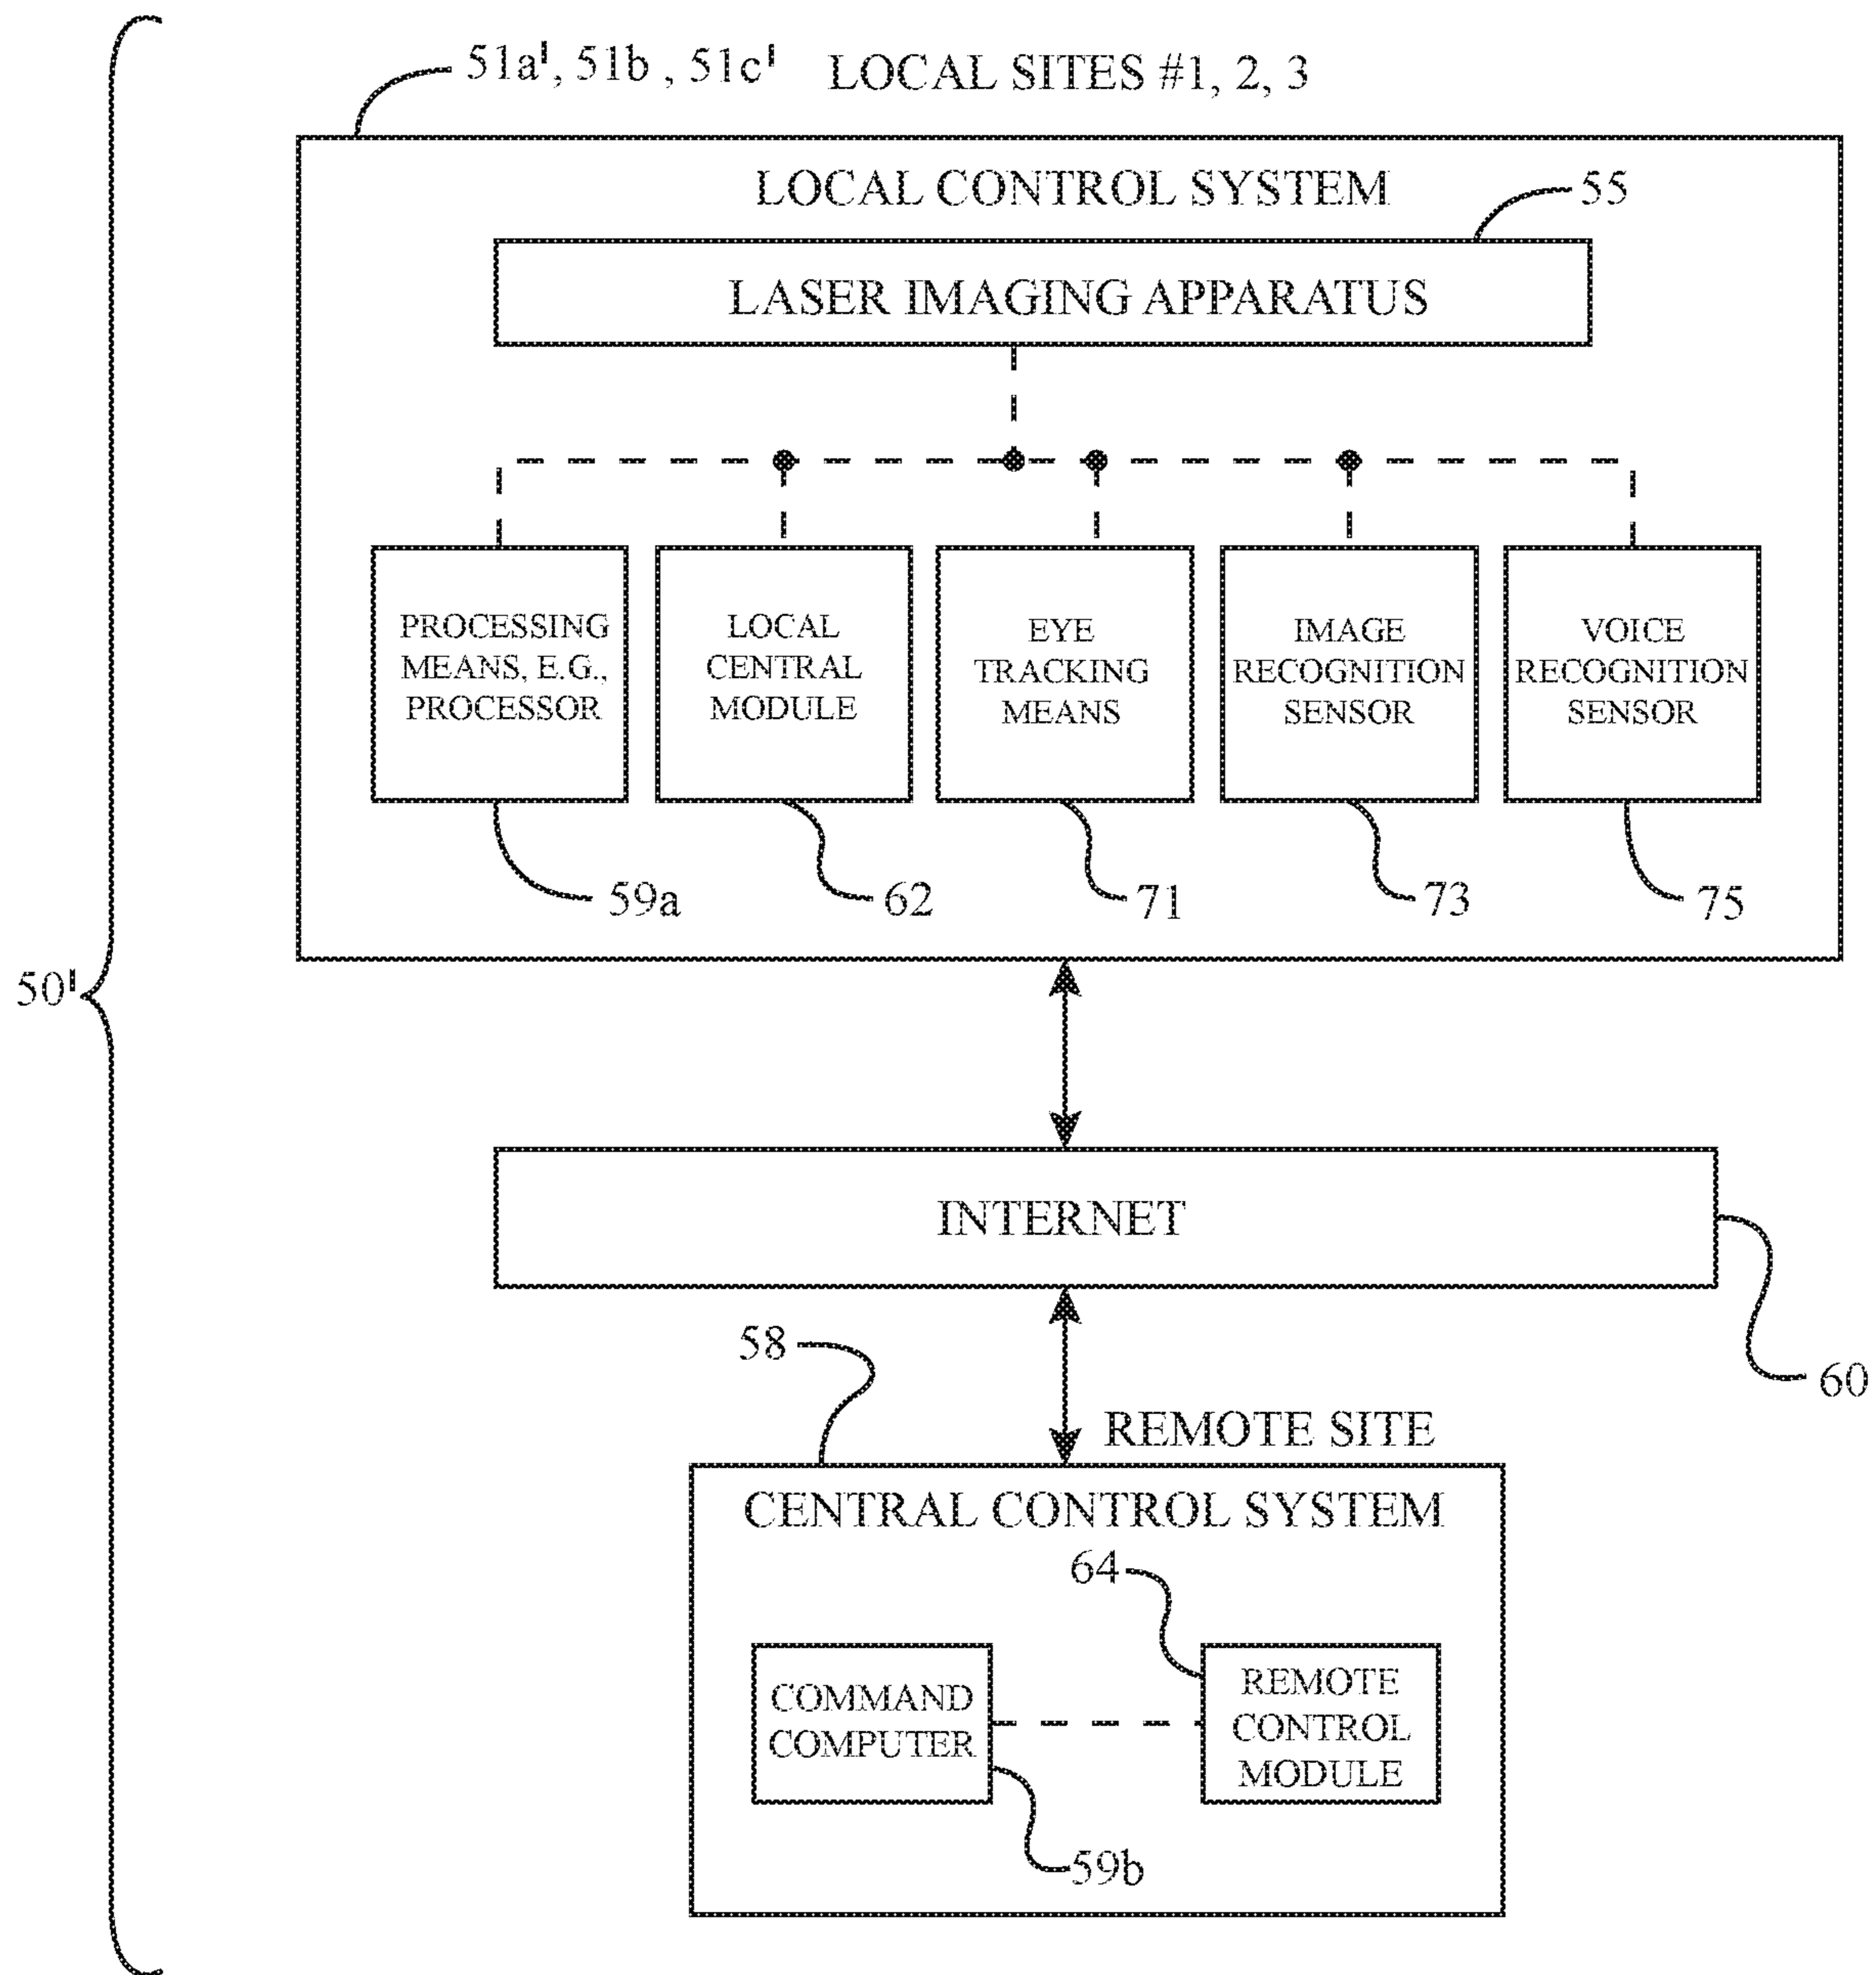 51a', 51b , 51c' LOCAL SITES #1, 2, 3
LOCAL CONTROL SYSTEM
55
LASER IMAGING APPARATUS
PROCESSING
MEANS, E.G.,
PROCESSOR
LOCAL
CENTRAL
MODULE
EYE
TRACKING
MEANS
IMAGE
RECOGNITION
SENSOR
VOICE
RECOGNITION
SENSOR
59a
62
71
73
75
50'
INTERNET
58
60
REMOTE SITE
CENTRAL CONTROL SYSTEM
64
COMMAND
COMPUTER
REMOTE
CONTROL
MODULE
59b